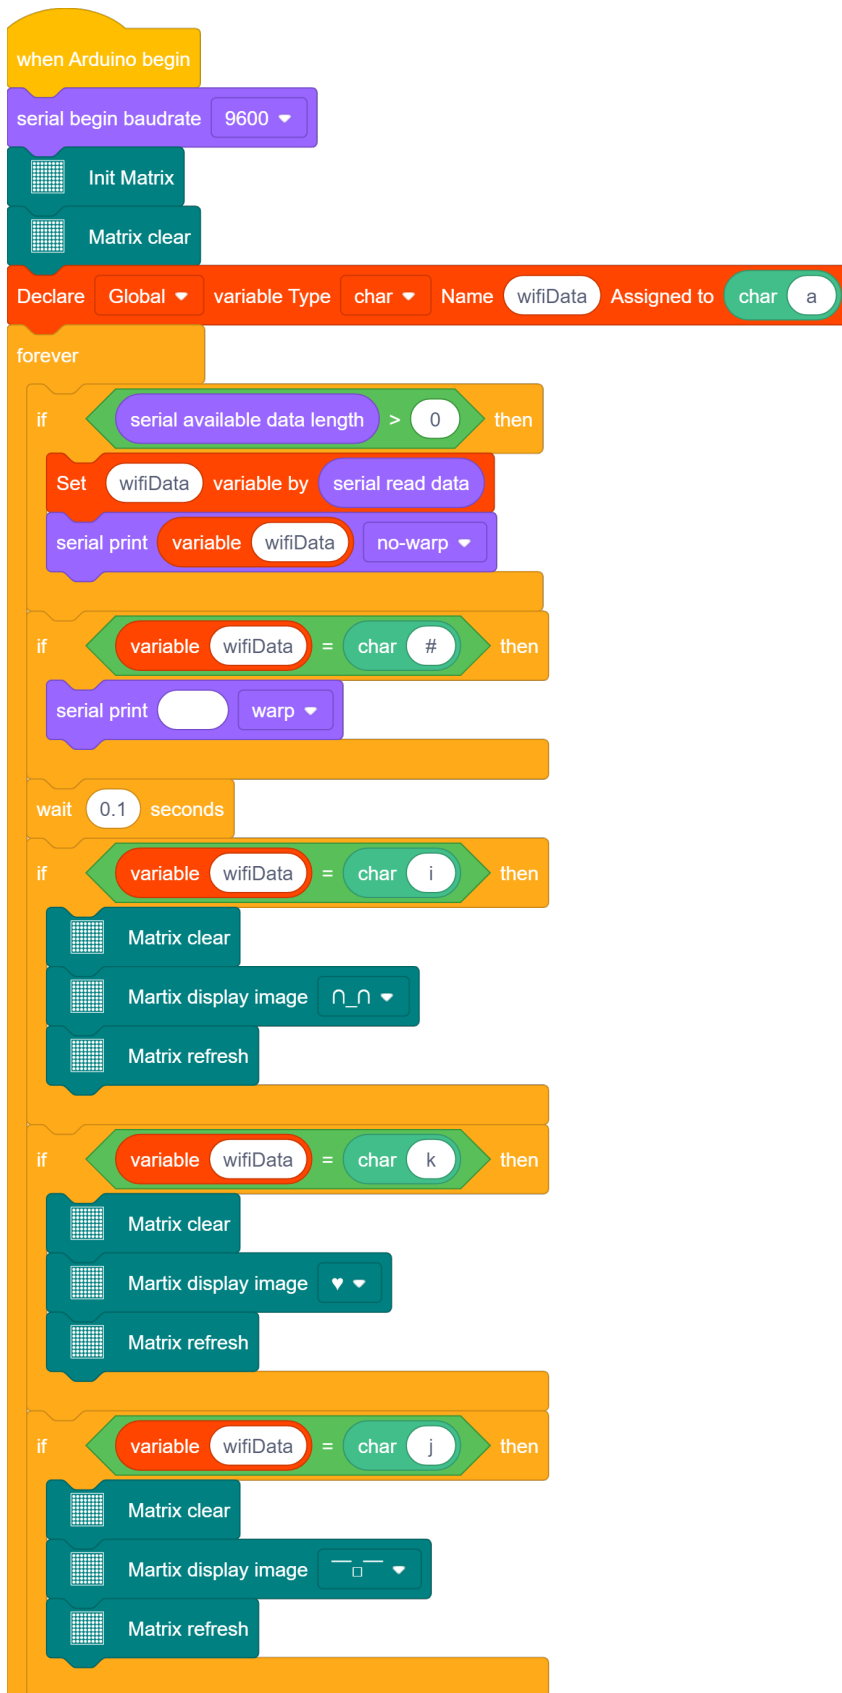 when Arduino begin
serial begin baudrate 9600
Init Matrix
Matrix clear
Declare Global variable Type char Name wifiData Assigned to char a
forever
if serial available data length > 0 then
Set wifiData variable by serial read data
serial print variable wifiData no-warp
if variable wifiData = char # then
serial print warp
wait 0.1 seconds
if variable wifiData = char i then
Matrix clear
Martix display image ∩_∩
Matrix refresh
if variable wifiData = char k then
Matrix clear
Martix display image ♥
Matrix refresh
if variable wifiData = char j then
Matrix clear
Martix display image ￣□￣
Matrix refresh